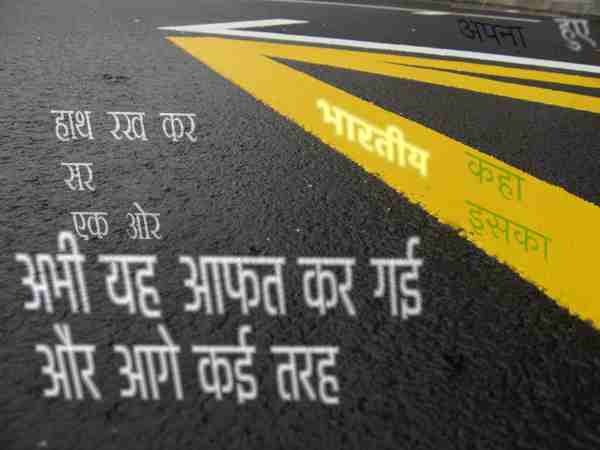 अपना
हुए
हाथ रख कर
सर
एक ओर
भारतीय
कहा
इसका
अभी यह आफत कर गई
और आगे कई तरह